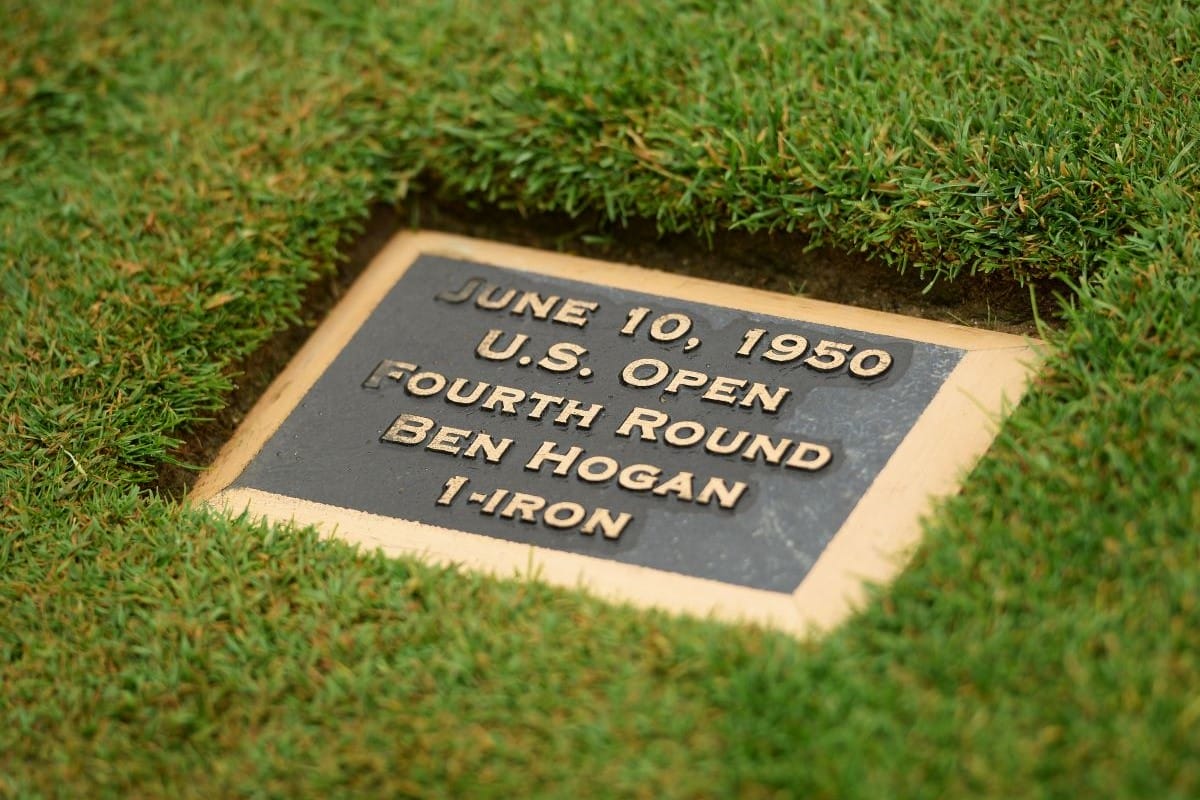 June 10, 1950
U.S. Open
Fourth Round
Ben Hogan
1-iron